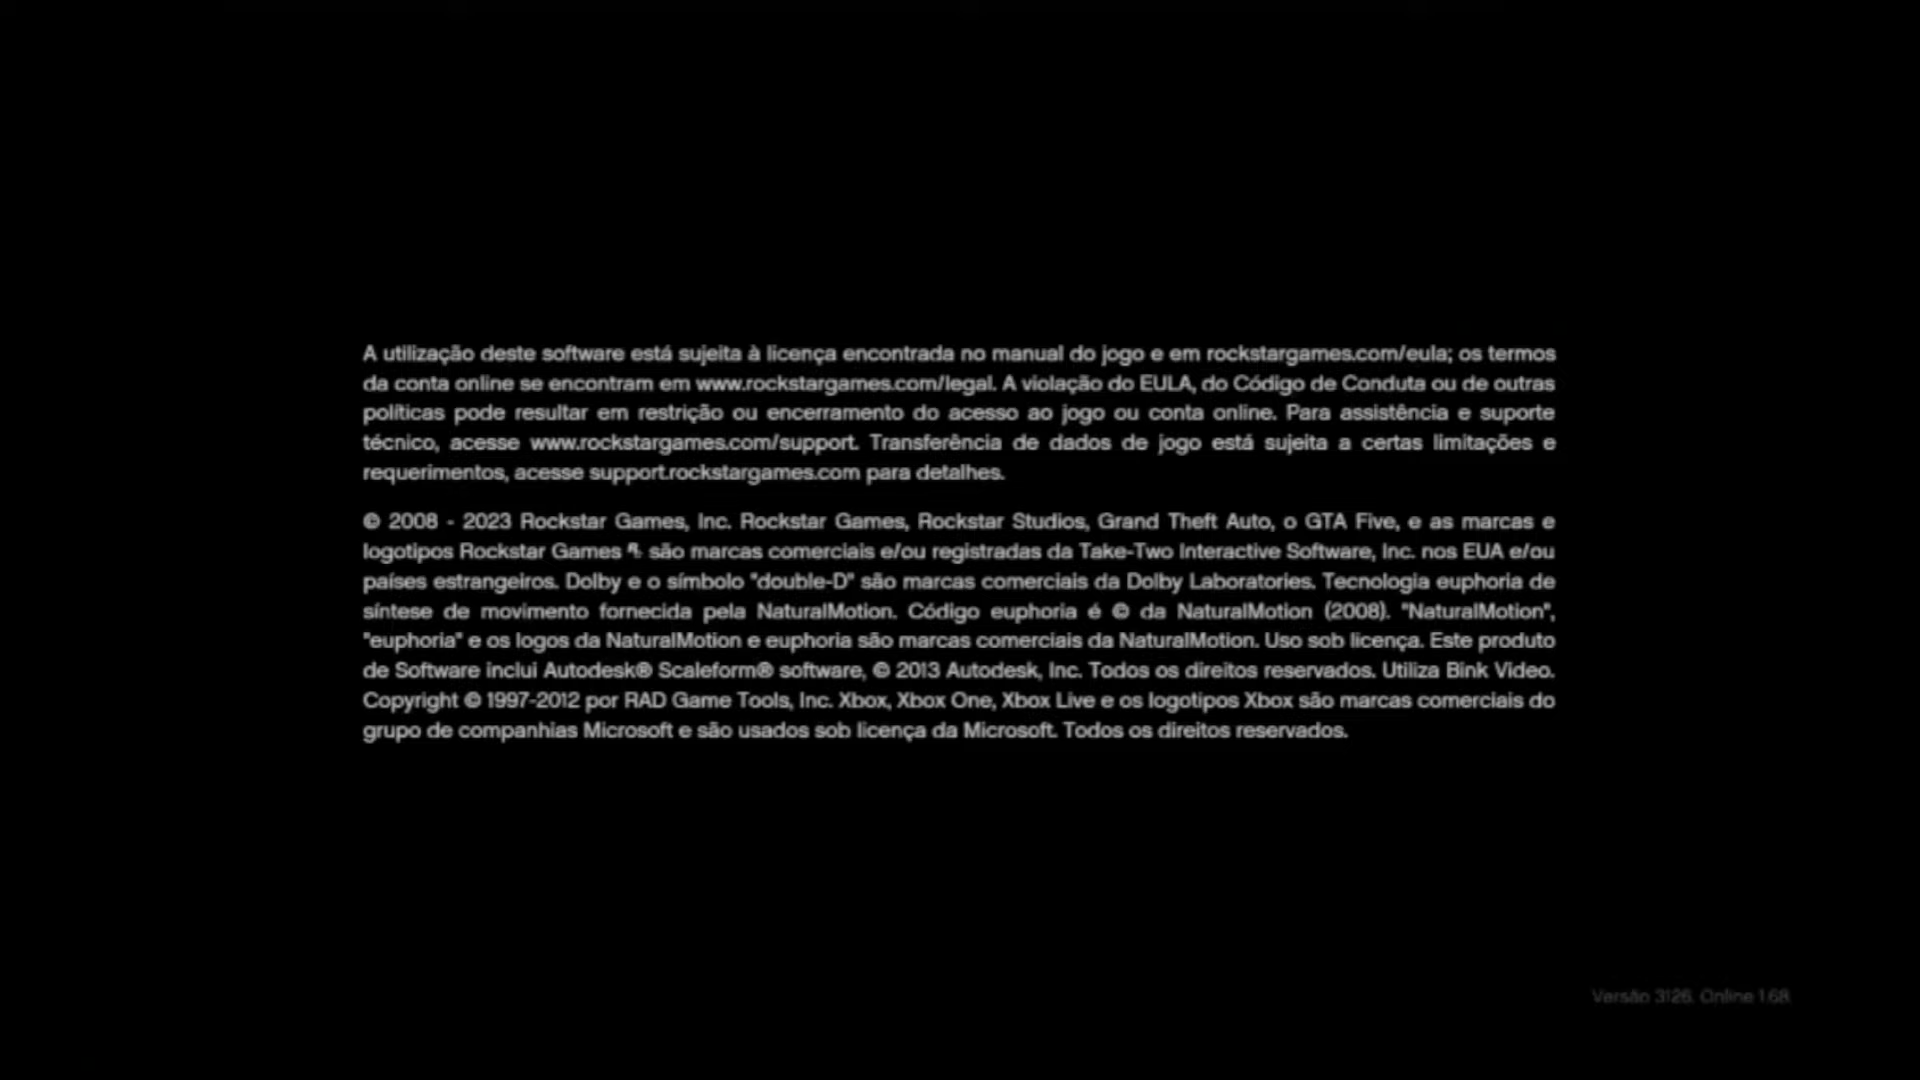 A utilização deste software está sujeita à licença encontrada no manual do jogo e em rockstargames.com/eula; os termos
da conta online se encontram em www.rockstargames.com/legal. A violação do EULA, do Código de Conduta ou de outras
políticas pode resultar em restrição ou encerramento do acesso ao jogo ou conta online. Para assistência e suporte
técnico, acesse www.rockstargames.com/support. Transferência de dados de jogo está sujeita a certas limitações e
requerimentos, acesse support.rockstargames.com para detalhes.
© 2008 - 2023 Rockstar Games, Inc. Rockstar Games, Rockstar Studios, Grand Theft Auto, o GTA Five, e as marcas e
logotipos Rockstar Games são marcas comerciais e/ou registradas da Take-Two Interactive Software, Inc. nos EUA e/ou
países estrangeiros. Dolby e o símbolo "double-D" são marcas comerciais da Dolby Laboratories. Tecnologia euphoria de
síntese de movimento fornecida pela NaturalMotion. Código euphoria é © da NaturalMotion (2008). "NaturalMotion",
"euphoria" e os logos da NaturalMotion e euphoria são marcas comerciais da NaturalMotion. Uso sob licença. Este produto
de Software inclui Autodesk® Scaleform® software, © 2013 Autodesk, Inc. Todos os direitos reservados. Utiliza Bink Video.
Copyright © 1997-2012 por RAD Game Tools, Inc. Xbox, Xbox One, Xbox Live e os logotipos Xbox são marcas comerciais do
grupo de companhias Microsoft e são usados sob licença da Microsoft. Todos os direitos reservados.
Versão 3126. Online 1.68